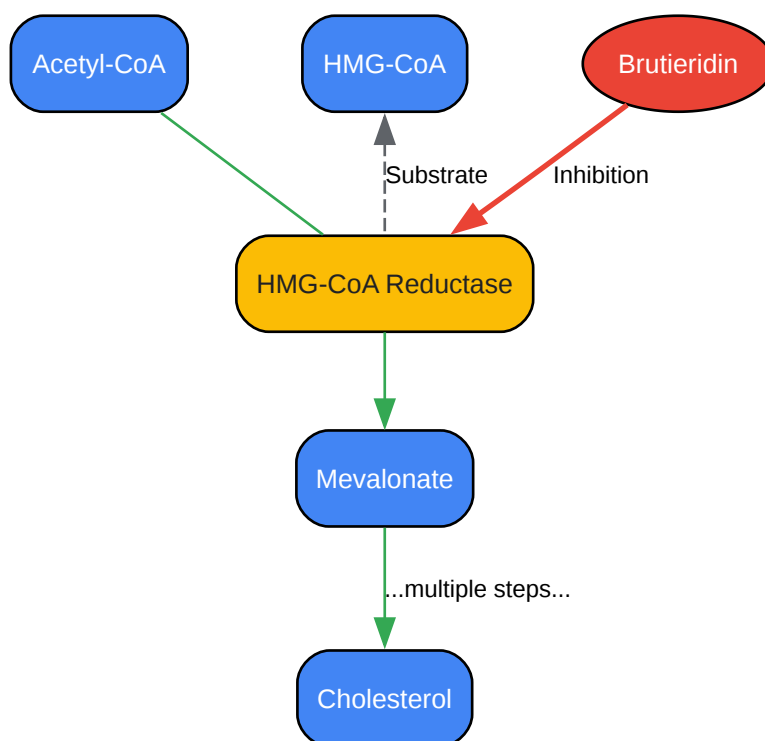 Acetyl-CoA
HMG-CoA
Brutieridin
Substrate
Inhibition
HMG-CoA Reductase
Mevalonate
...multiple steps...
Cholesterol